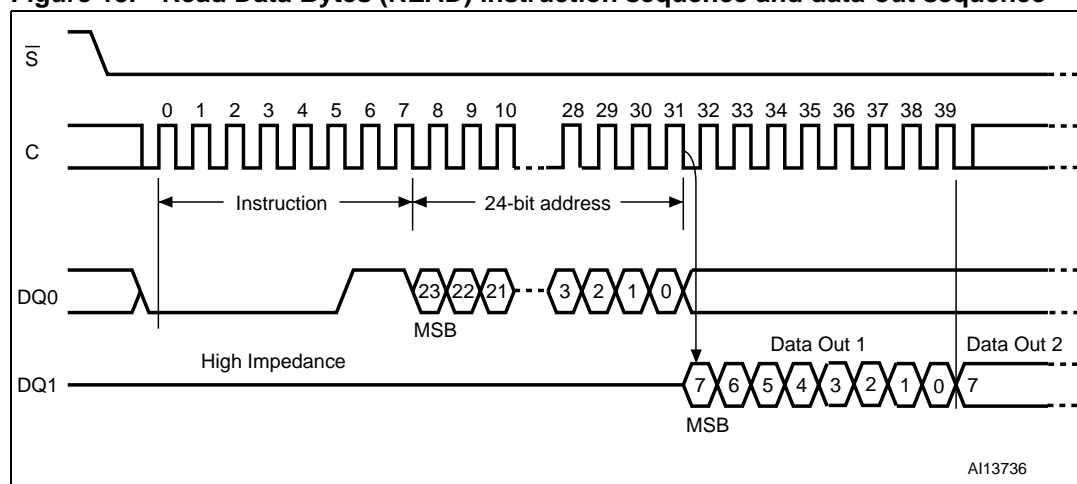 Figure 13. Read Data Bytes (READ) instruction sequence and data-out sequence
S
0 1 2 3 4 5 6 7 8 9 10 28 29 30 31 32 33 34 35 36 37 38 39
C
Instruction 24-bit address
DQ0 23 22 21 3 2 1 0
MSB
High Impedance Data Out 1 Data Out 2
DQ1 7 6 5 4 3 2 1 0 7
MSB
AI13736